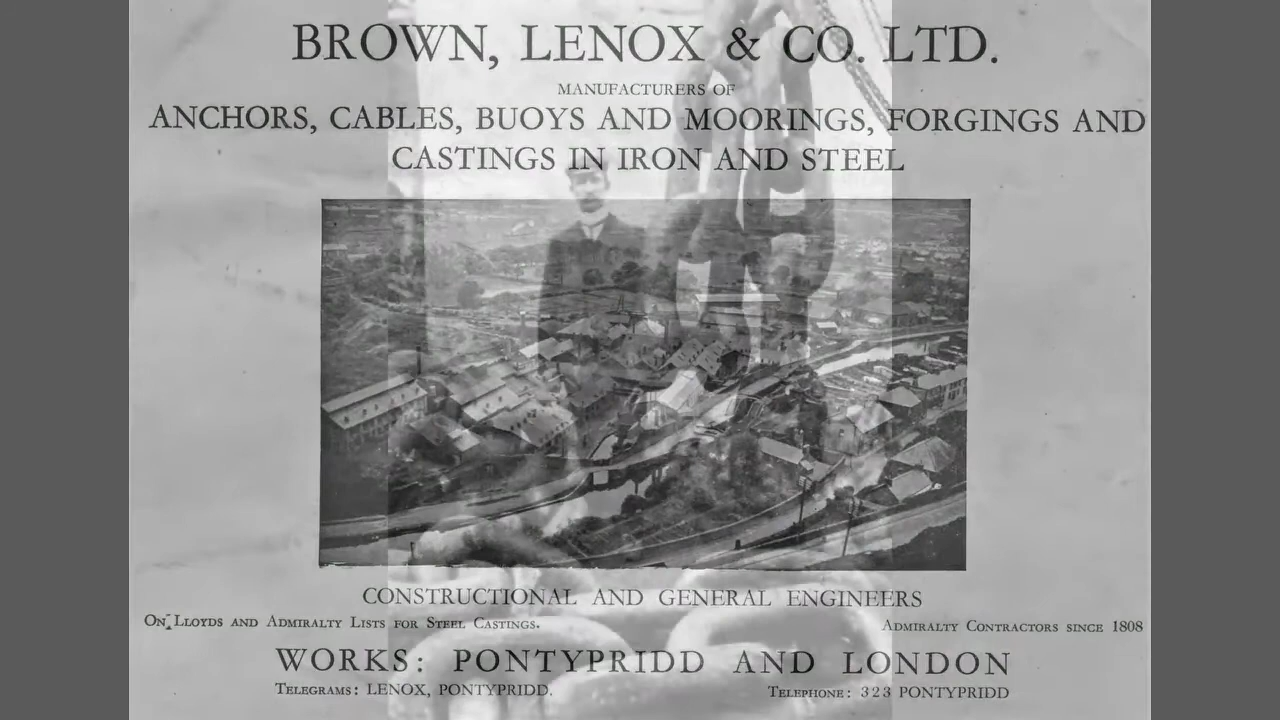 BROWN, LENOX & CO. LTD.
MANUFACTURERS OF
ANCHORS, CABLES, BUOYS AND MOORINGS, FORGINGS AND
CASTINGS IN IRON AND STEEL
CONSTRUCTIONAL AND GENERAL ENGINEERS
On Lloyds and Admiralty Lists for Steel Castings.
Admiralty Contractors since 1808
WORKS: PONTYPRIDD AND LONDON
Telegrams: LENOX, PONTYPRIDD.
Telephone: 323 PONTYPRIDD